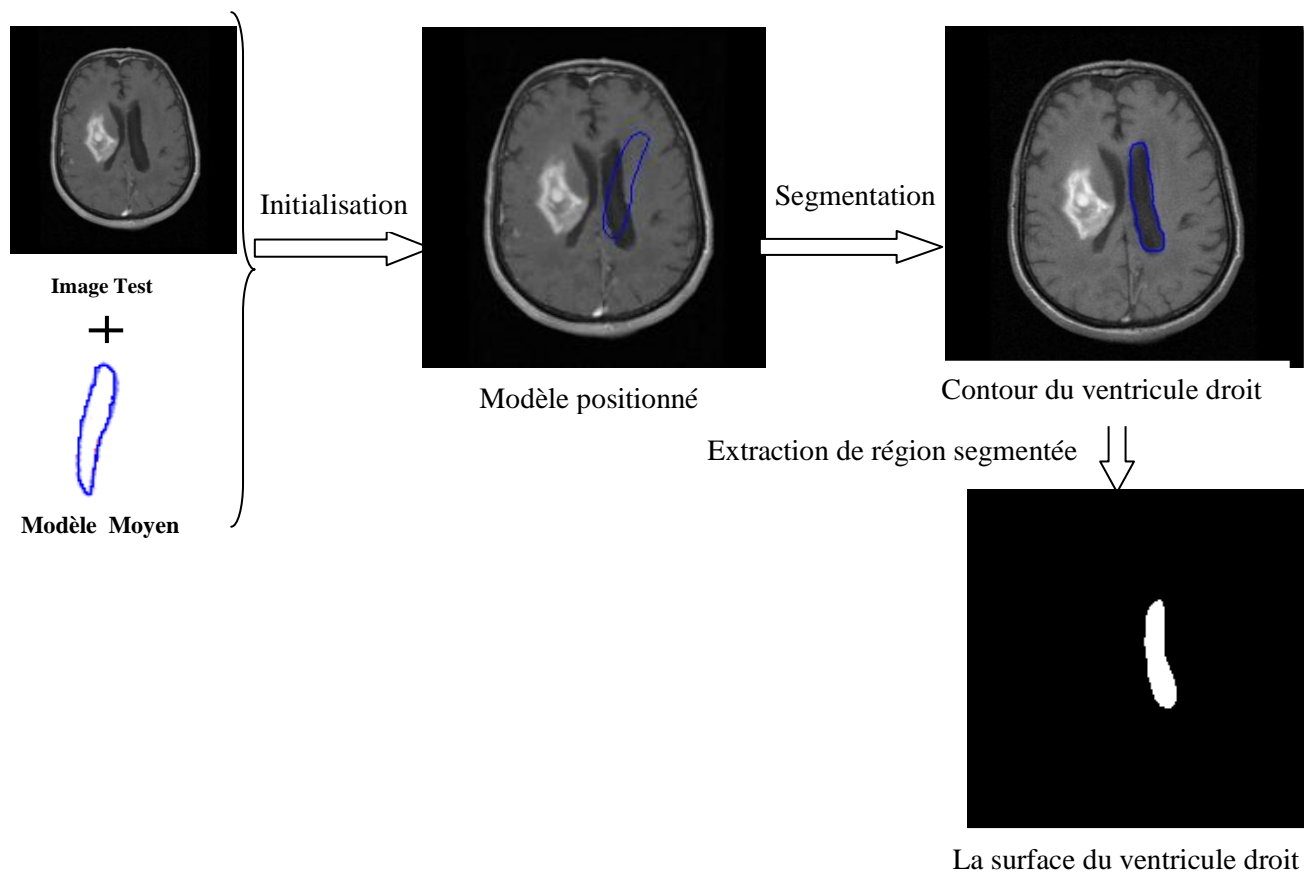 Image Test
+
Modèle Moyen
Initialisation
Modèle positionné
Segmentation
Contour du ventricule droit
Extraction de région segmentée
La surface du ventricule droit